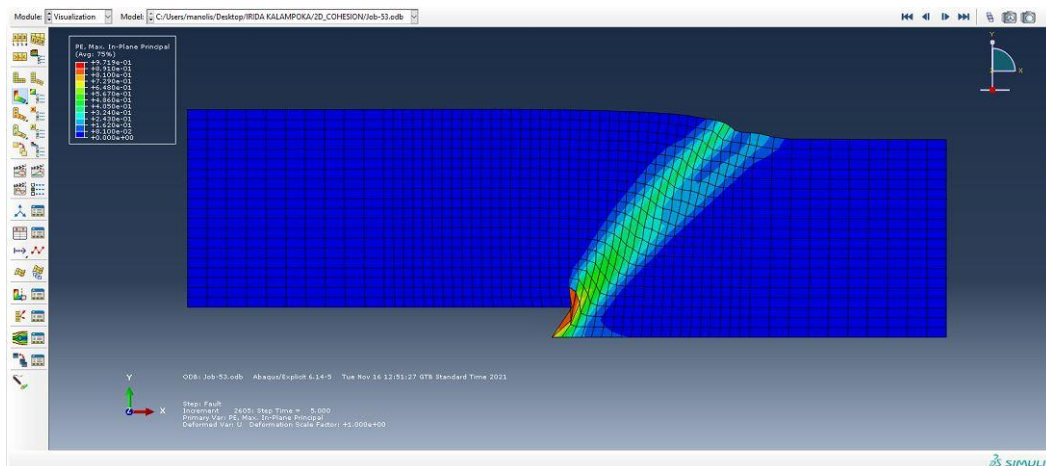 Module: Visualization Model: C:/Users/manolis/Desktop/IRIDA KALAMPOKA/2D_COHESION/Job-53.odb
PE, Max. In-Plane Principal
(Avg: 75%)
+9.719e-01
+8.910e-01
+8.100e-01
+7.290e-01
+6.480e-01
+5.670e-01
+4.860e-01
+4.050e-01
+3.240e-01
+2.430e-01
+1.620e-01
+8.100e-02
+0.000e+00
Y
X
Z
Y
X
Z
ODB: Job-53.odb Abaqus/Explicit 6.14-5 Tue Nov 16 12:51:27 GTB Standard Time 2021
Step: Fault
Increment 2605: Step Time = 5.000
Primary Var: PE, Max. In-Plane Principal
Deformed Var: U Deformation Scale Factor: +1.000e+00
SIMULI